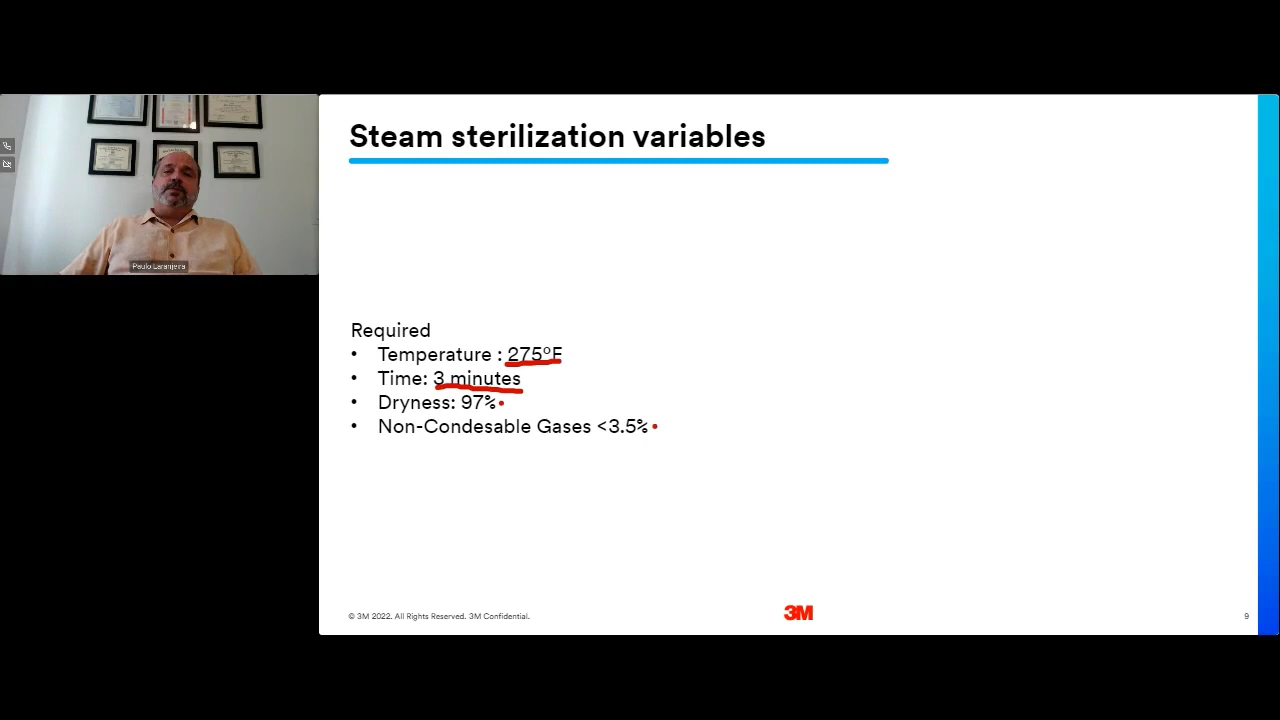 Steam sterilization variables
Paulo Laranjeira
Required
• Temperature : 275°F
• Time: 3 minutes
• Dryness: 97%
• Non-Condesable Gases <3.5%
© 3M 2022. All Rights Reserved. 3M Confidential.
3M
9